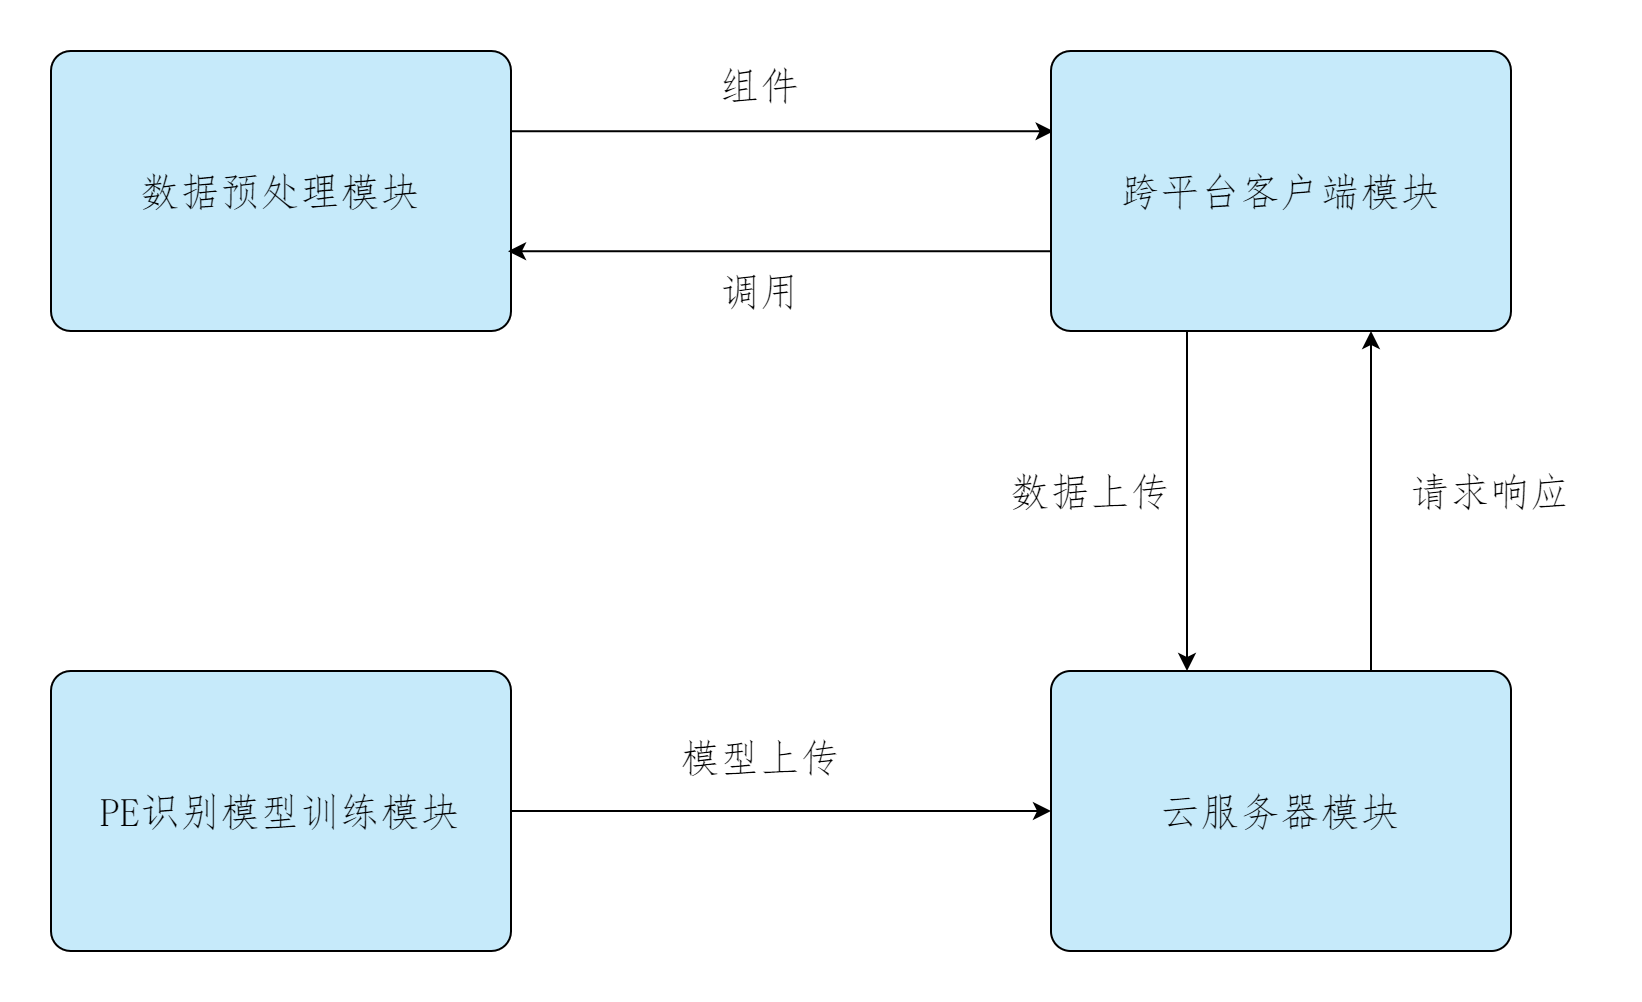 组件
数据预处理模块
跨平台客户端模块
调用
数据上传
请求响应
模型上传
PE识别模型训练模块
云服务器模块